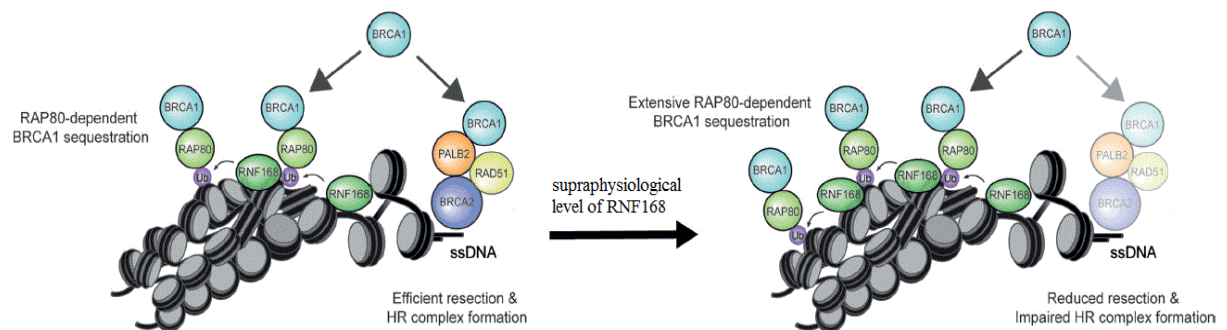 BRCA1
BRCA1
BRCA1
RAP80-dependent
BRCA1 sequestration
BRCA1
RAP80
RAP80
PALB2
RAD51
Ub
RNF168
Ub
RNF168
BRCA2
ssDNA
Efficient resection &
HR complex formation
supraphysiological
level of RNF168
BRCA1
Extensive RAP80-dependent
BRCA1 sequestration
BRCA1
BRCA1
BRCA1
RAP80
RAP80
PALB2
RAD51
BRCA1
Ub
RNF168
Ub
RNF168
RNF168
RAP80
BRCA2
Ub
ssDNA
Reduced resection &
Impaired HR complex formation